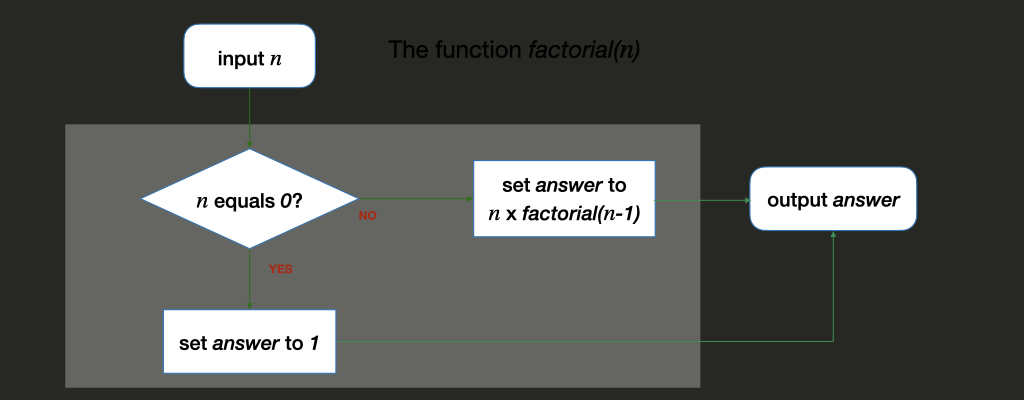 The function factorial(n)
input n
n equals 0?
NO
YES
set answer to
n x factorial(n-1)
output answer
set answer to 1